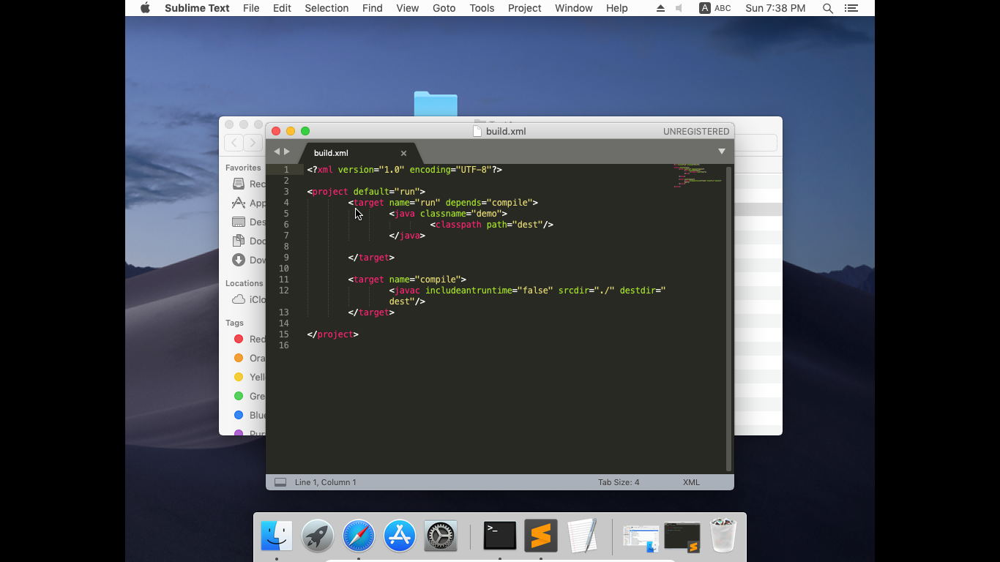 Sublime Text File Edit Selection Find View Goto Tools Project Window Help A ABC Sun 7:38 PM
build.xml UNREGISTERED
build.xml
Favorites
Rec
App
Des
Doc
Dow
Locations
iClo
Tags
Red
Ora
Yell
Gre
Blue
1 <?xml version="1.0" encoding="UTF-8"?>
2
3 <project default="run">
4 <target name="run" depends="compile">
5 <java classname="demo">
6 <classpath path="dest"/>
7 </java>
8
9 </target>
10
11 <target name="compile">
12 <javac includeantruntime="false" srcdir="./" destdir="
dest"/>
13 </target>
14
15 </project>
16
Line 1, Column 1 Tab Size: 4 XML
>_